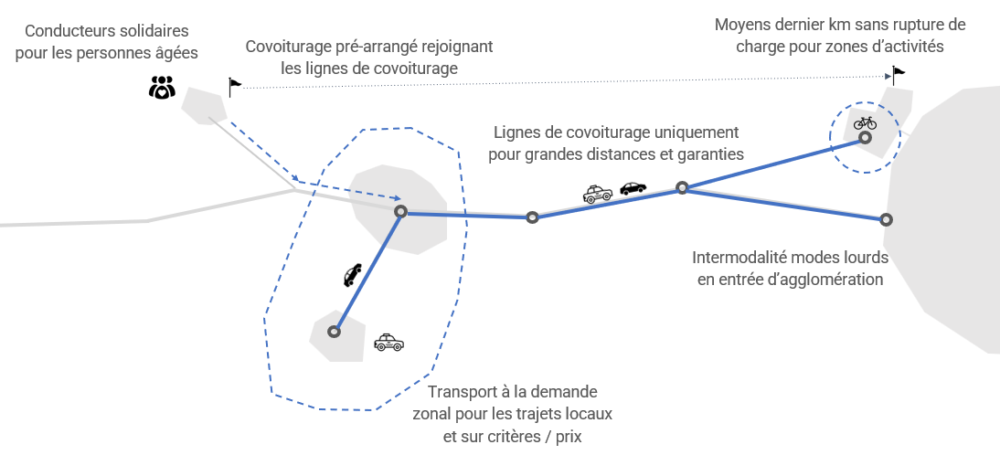 Conducteurs solidaires
pour les personnes âgées
Covoiturage pré-arrangé rejoignant
les lignes de covoiturage
Moyens dernier km sans rupture de
charge pour zones d’activités
Lignes de covoiturage uniquement
pour grandes distances et garanties
Intermodalité modes lourds
en entrée d’agglomération
Transport à la demande
zonal pour les trajets locaux
et sur critères / prix